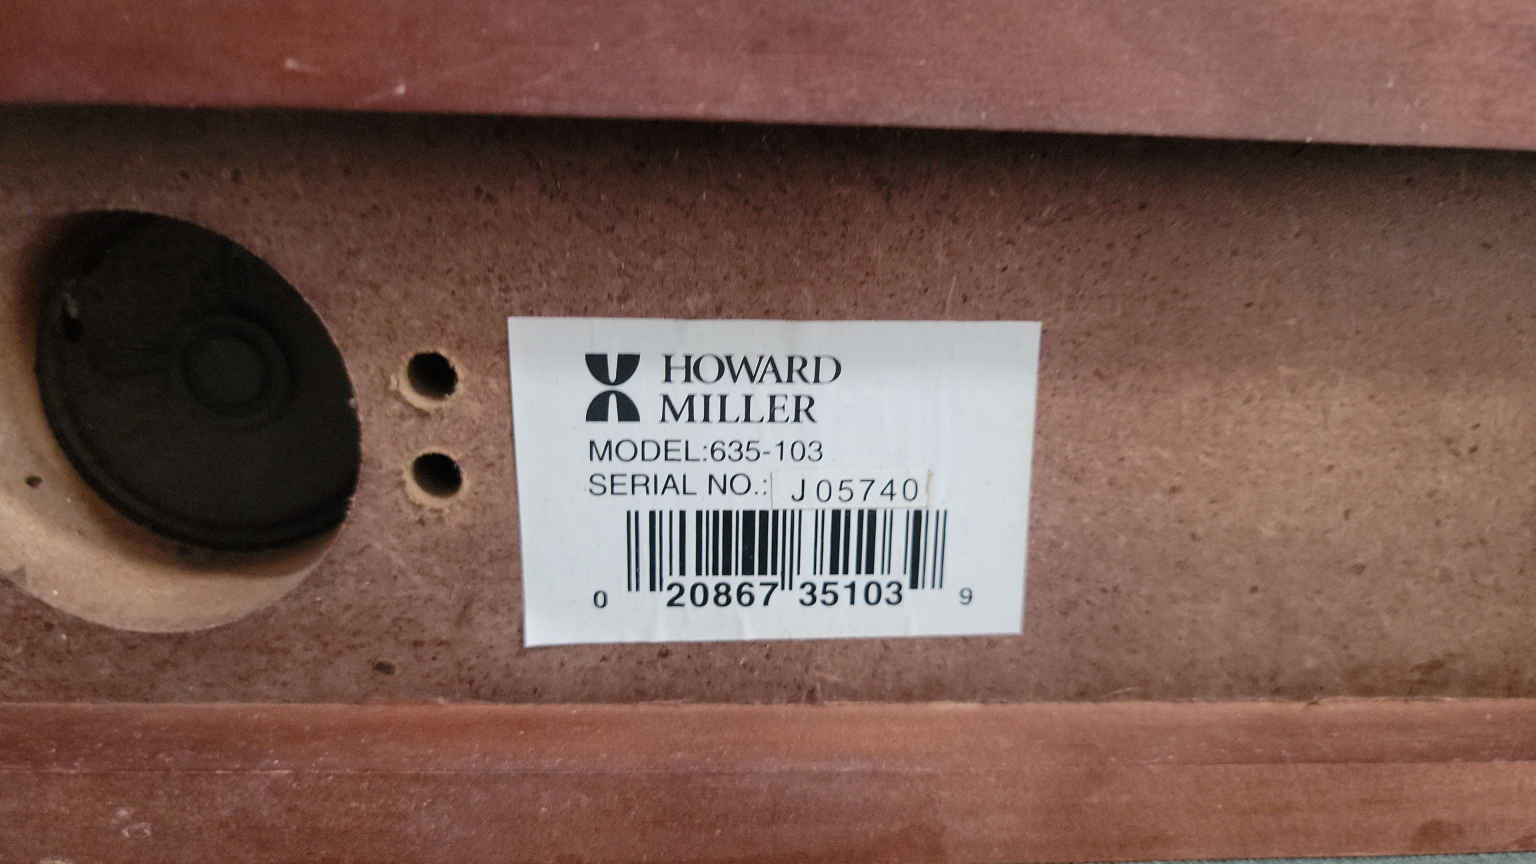 HOWARD
MILLER
MODEL:635-103
SERIAL NO.: J05740
0 20867 35103 9